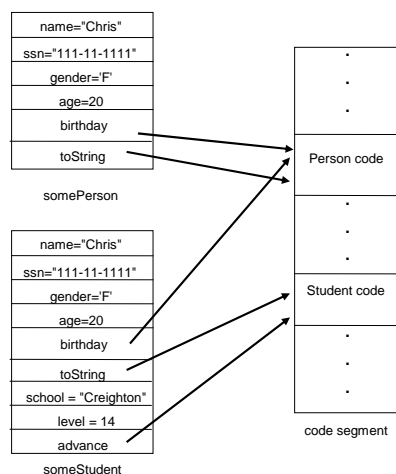 name="Chris"
ssn="111-11-1111"
gender='F'
age=20
birthday
toString
somePerson
name="Chris"
ssn="111-11-1111"
gender='F'
age=20
birthday
toString
school = "Creighton"
level = 14
advance
someStudent
.
.
.
Person code
.
.
.
Student code
.
.
.
code segment